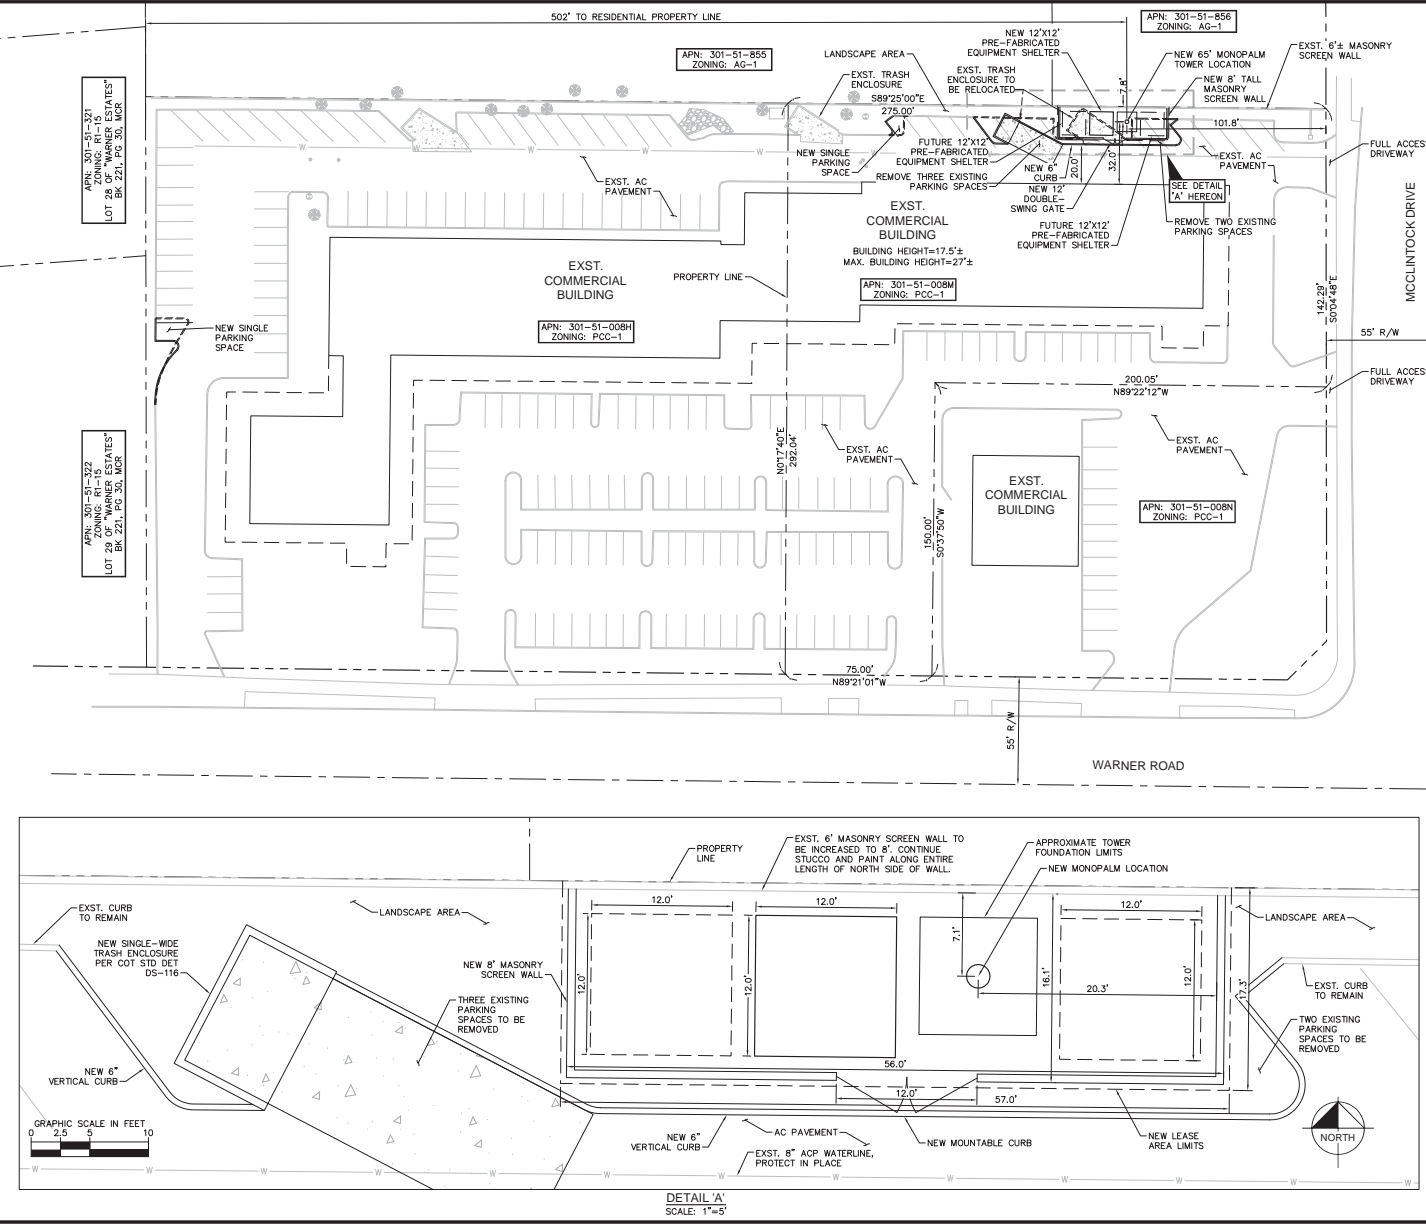 502' TO RESIDENTIAL PROPERTY LINE
APN: 301-51-856
ZONING: AG-1
APN: 301-51-855
ZONING: AG-1
LANDSCAPE AREA
NEW 12'X12'
PRE-FABRICATED
EQUIPMENT SHELTER
NEW 65' MONOPALM
TOWER LOCATION
EXST. 6'± MASONRY
SCREEN WALL
EXST. TRASH
ENCLOSURE
EXST. TRASH
ENCLOSURE TO
BE RELOCATED
NEW 8' TALL
MASONRY
SCREEN WALL
7.8'
S89°25'00"E
275.00'
101.8'
APN: 301-51-321
ZONING: R1-15
LOT 28 OF "WARNER ESTATES"
BK 221, PG 30, MCR
W
W
W
W
W
NEW SINGLE
PARKING
SPACE
FUTURE 12'X12'
PRE-FABRICATED
EQUIPMENT SHELTER
REMOVE THREE EXISTING
PARKING SPACES
NEW 6"
CURB
NEW 12'
DOUBLE-
SWING GATE
20.0'
32.0'
EXST. AC
PAVEMENT
FULL ACCESS
DRIVEWAY
SEE DETAIL
'A' HEREON
EXST. AC
PAVEMENT
REMOVE TWO EXISTING
PARKING SPACES
FUTURE 12'X12'
PRE-FABRICATED
EQUIPMENT SHELTER
EXST.
COMMERCIAL
BUILDING
BUILDING HEIGHT=17.5'±
MAX. BUILDING HEIGHT=27'±
APN: 301-51-008M
ZONING: PCC-1
EXST.
COMMERCIAL
BUILDING
PROPERTY LINE
APN: 301-51-008H
ZONING: PCC-1
NEW SINGLE
PARKING
SPACE
142.29'
S0°04'48"E
MCCLINTOCK DRIVE
55' R/W
FULL ACCESS
DRIVEWAY
200.05'
N89°22'12"W
APN: 301-51-322
ZONING: R1-15
LOT 29 OF "WARNER ESTATES"
BK 221, PG 30, MCR
N0°17'40"E
292.04'
EXST. AC
PAVEMENT
EXST. AC
PAVEMENT
EXST.
COMMERCIAL
BUILDING
APN: 301-51-008N
ZONING: PCC-1
150.00'
S0°37'50"W
75.00'
N89°21'01"W
55' R/W
WARNER ROAD
PROPERTY
LINE
EXST. 6' MASONRY SCREEN WALL TO
BE INCREASED TO 8'. CONTINUE
STUCCO AND PAINT ALONG ENTIRE
LENGTH OF NORTH SIDE OF WALL.
APPROXIMATE TOWER
FOUNDATION LIMITS
NEW MONOPALM LOCATION
EXST. CURB
TO REMAIN
LANDSCAPE AREA
12.0'
12.0'
12.0'
LANDSCAPE AREA
NEW SINGLE-WIDE
TRASH ENCLOSURE
PER COT STD DET
DS-116
NEW 8' MASONRY
SCREEN WALL
7.1'
12.0'
12.0'
16.1'
12.0'
17.3'
20.3'
EXST. CURB
TO REMAIN
THREE EXISTING
PARKING
SPACES TO BE
REMOVED
TWO EXISTING
PARKING
SPACES TO BE
REMOVED
NEW 6"
VERTICAL CURB
56.0'
12.0'
57.0'
GRAPHIC SCALE IN FEET
0 2.5 5 10
NEW 6"
VERTICAL CURB
AC PAVEMENT
NEW MOUNTABLE CURB
NEW LEASE
AREA LIMITS
NORTH
EXST. 8" ACP WATERLINE,
PROTECT IN PLACE
W W W W W W W W W W W W W
DETAIL 'A'
SCALE: 1"=5'